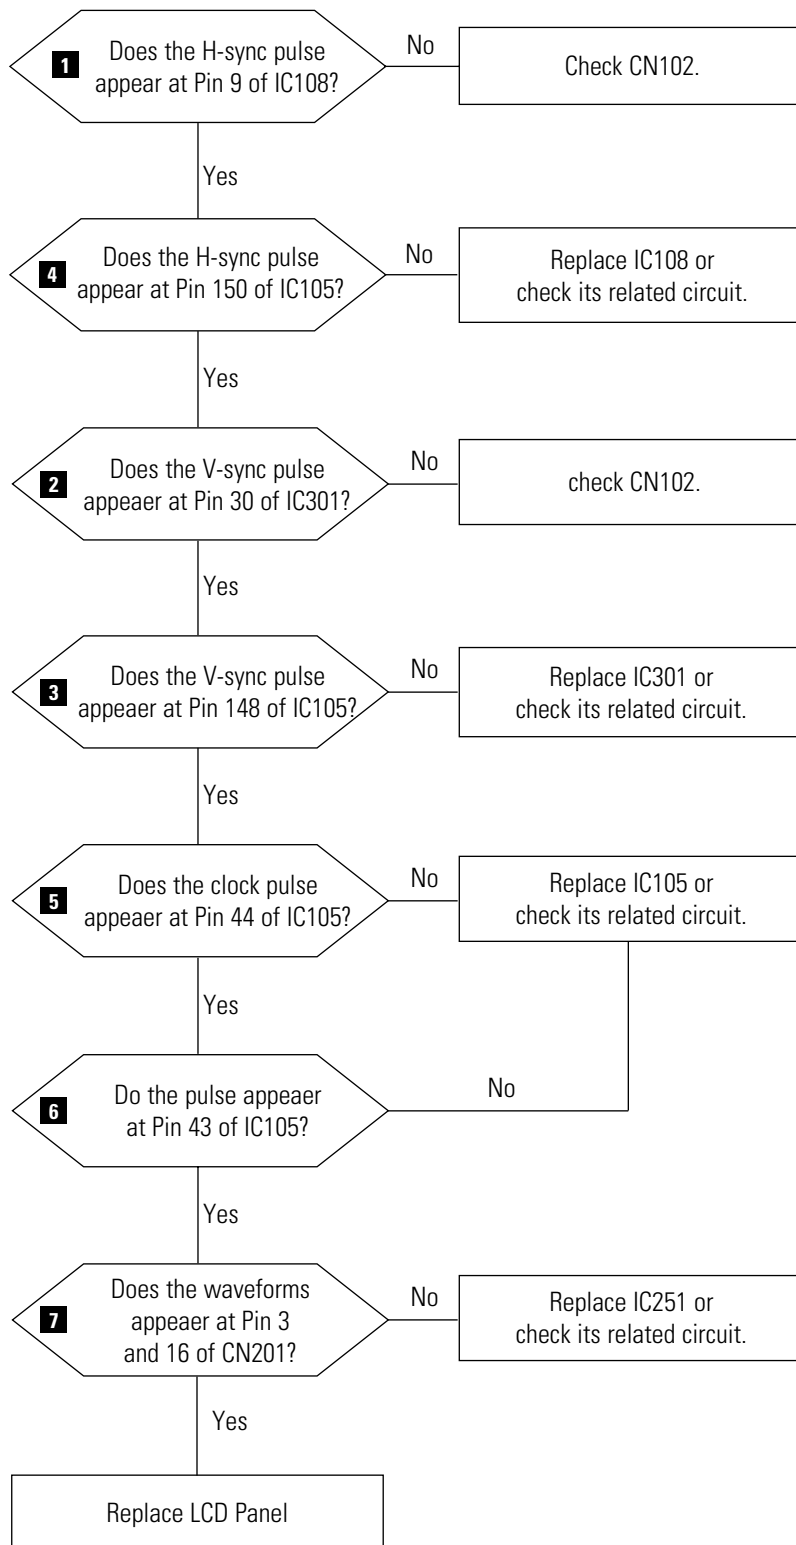 1
Does the H-sync pulse
appear at Pin 9 of IC108?
No
Check CN102.
Yes
4
Does the H-sync pulse
appear at Pin 150 of IC105?
No
Replace IC108 or
check its related circuit.
Yes
2
Does the V-sync pulse
appeaer at Pin 30 of IC301?
No
check CN102.
Yes
3
Does the V-sync pulse
appeaer at Pin 148 of IC105?
No
Replace IC301 or
check its related circuit.
Yes
5
Does the clock pulse
appeaer at Pin 44 of IC105?
No
Replace IC105 or
check its related circuit.
Yes
6
Do the pulse appeaer
at Pin 43 of IC105?
No
Yes
7
Does the waveforms
appeaer at Pin 3
and 16 of CN201?
No
Replace IC251 or
check its related circuit.
Yes
Replace LCD Panel